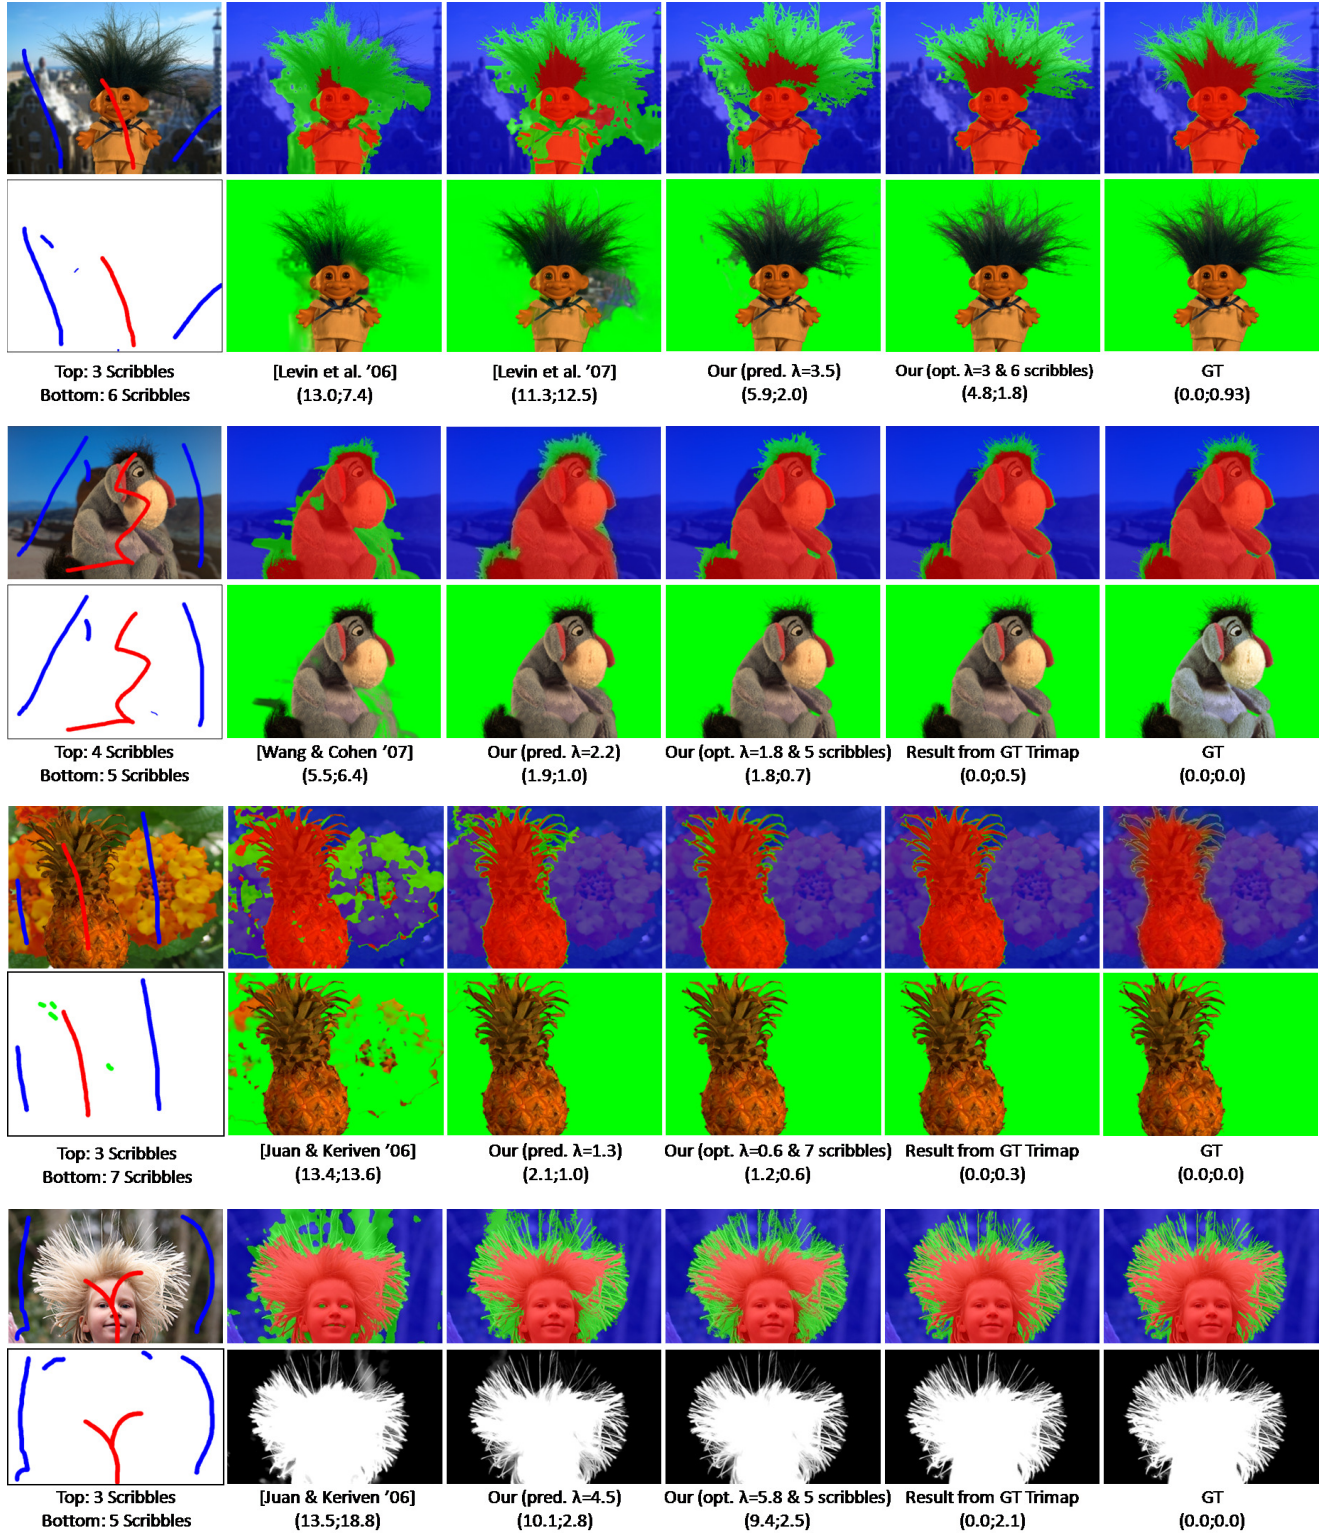 Top: 3 Scribbles
Bottom: 6 Scribbles
[Levin et al. ’06]
(13.0;7.4)
[Levin et al. ’07]
(11.3;12.5)
Our (pred. λ=3.5)
(5.9;2.0)
Our (opt. λ=3 & 6 scribbles)
(4.8;1.8)
GT
(0.0;0.93)
Top: 4 Scribbles
Bottom: 5 Scribbles
[Wang & Cohen ’07]
(5.5;6.4)
Our (pred. λ=2.2)
(1.9;1.0)
Our (opt. λ=1.8 & 5 scribbles)
(1.8;0.7)
Result from GT Trimap
(0.0;0.5)
GT
(0.0;0.0)
Top: 3 Scribbles
Bottom: 7 Scribbles
[Juan & Keriven ’06]
(13.4;13.6)
Our (pred. λ=1.3)
(2.1;1.0)
Our (opt. λ=0.6 & 7 scribbles)
(1.2;0.6)
Result from GT Trimap
(0.0;0.3)
GT
(0.0;0.0)
Top: 3 Scribbles
Bottom: 5 Scribbles
[Juan & Keriven ’06]
(13.5;18.8)
Our (pred. λ=4.5)
(10.1;2.8)
Our (opt. λ=5.8 & 5 scribbles)
(9.4;2.5)
Result from GT Trimap
(0.0;2.1)
GT
(0.0;0.0)